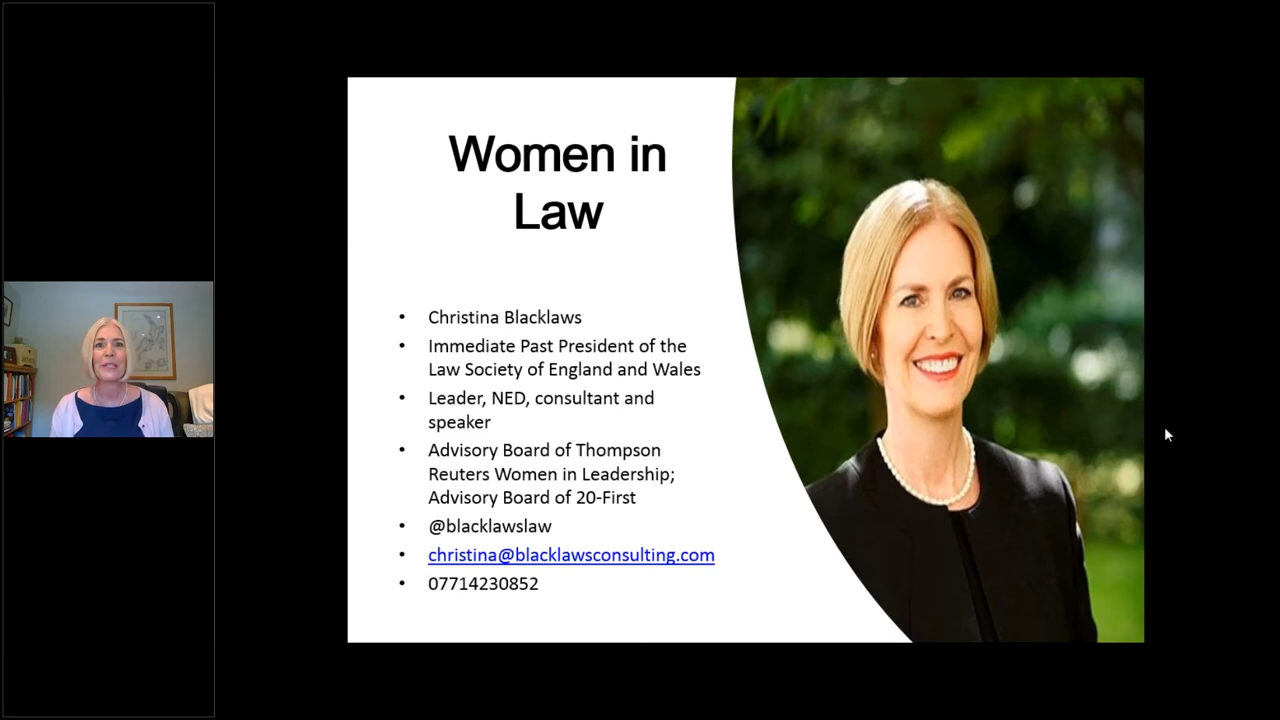 Women in
Law
• Christina Blacklaws
• Immediate Past President of the
Law Society of England and Wales
• Leader, NED, consultant and
speaker
• Advisory Board of Thompson
Reuters Women in Leadership;
Advisory Board of 20-First
• @blacklawslaw
• christina@blacklawsconsulting.com
• 07714230852